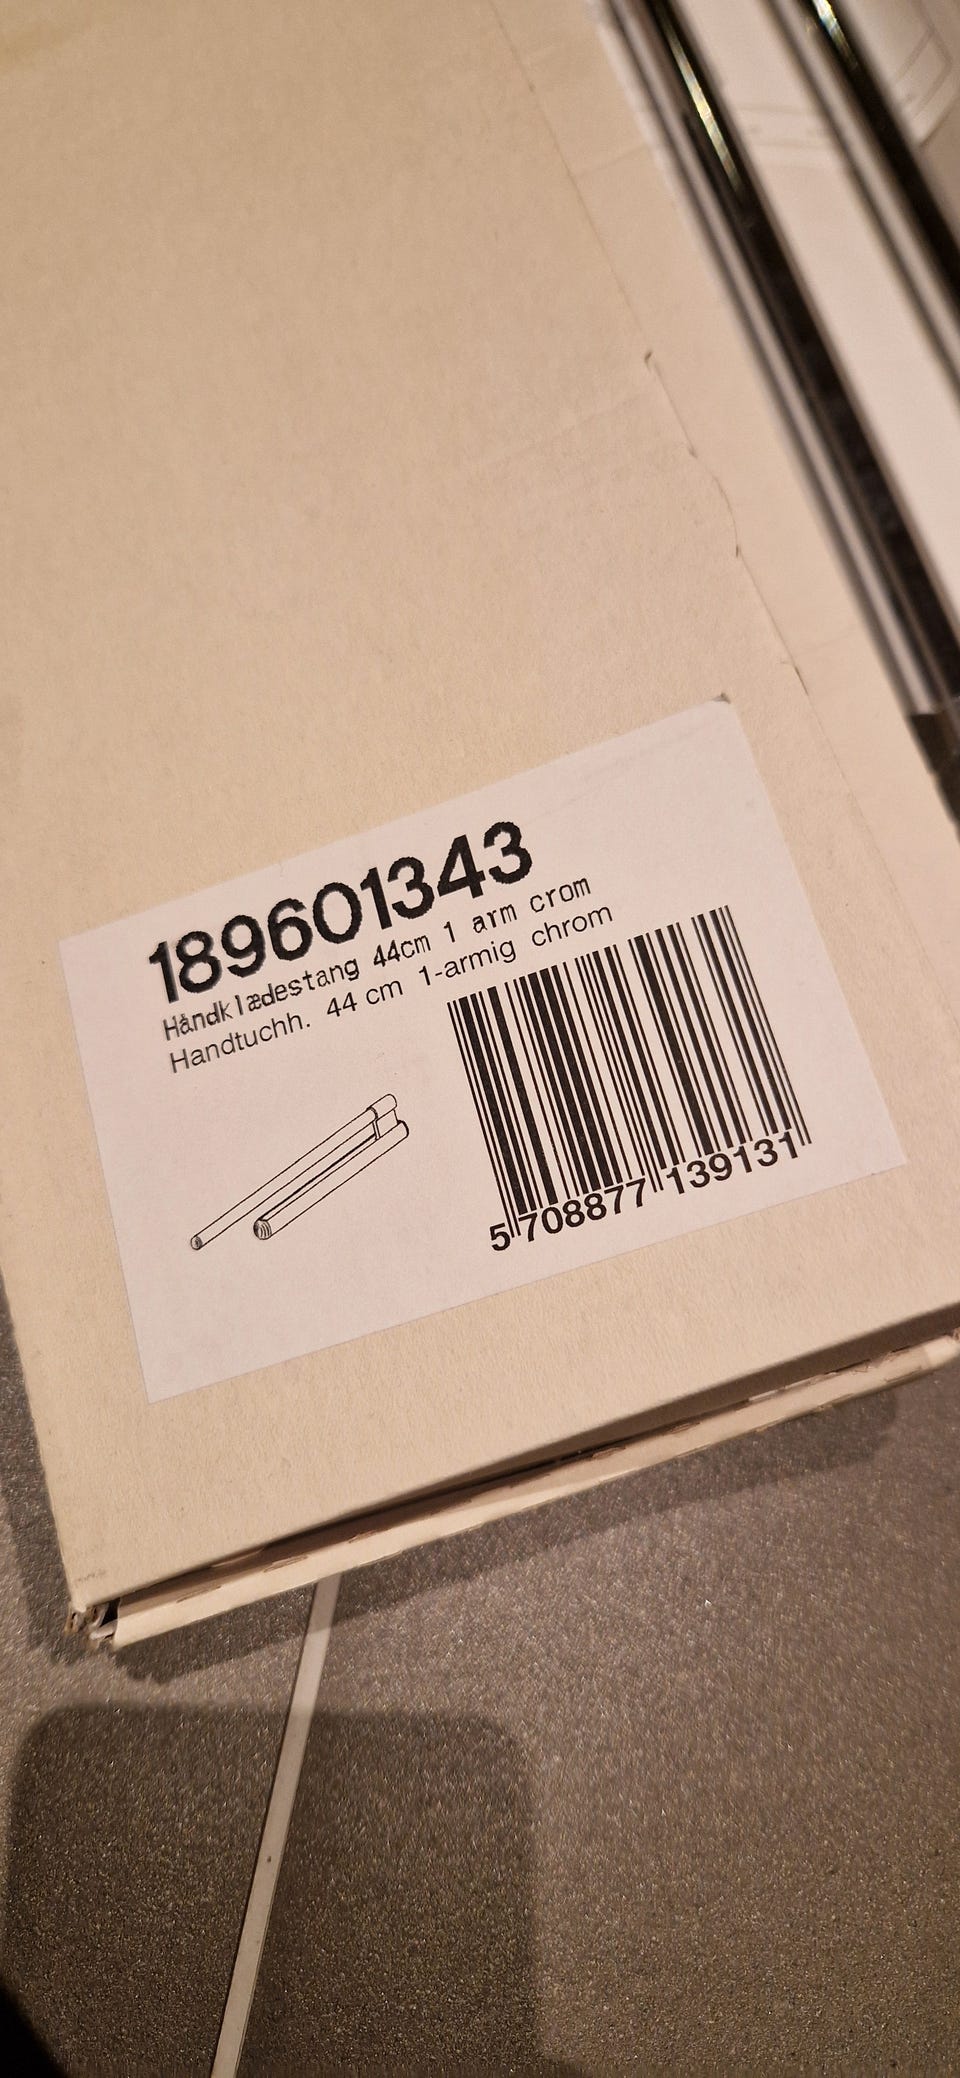 189601343
Håndklædestang 44cm 1 arm crom
Handtuchh. 44 cm 1-armig chrom
5 708877 139131